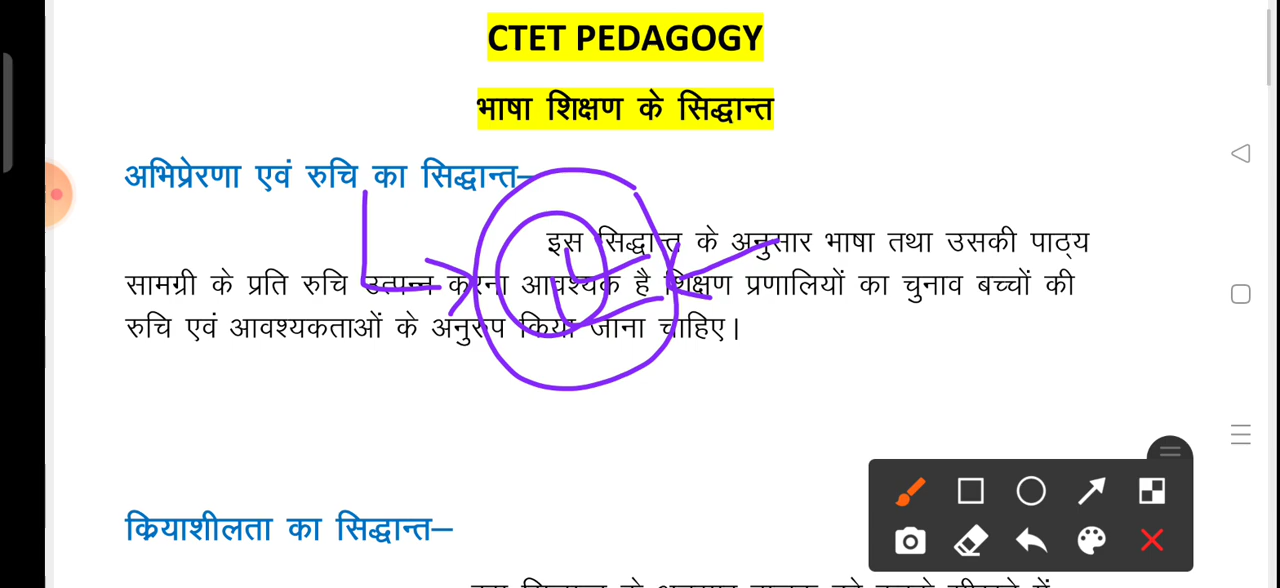 CTET PEDAGOGY
भाषा शिक्षण के सिद्धान्त
अभिप्रेरणा एवं रुचि का सिद्धान्त–
इस सिद्धान्त के अनुसार भाषा तथा उसकी पाठ्य
सामग्री के प्रति रुचि उत्पन्न करना आवश्यक है शिक्षण प्रणालियों का चुनाव बच्चों की
रुचि एवं आवश्यकताओं के अनुरुप किया जाना चाहिए।
क्रियाशीलता का सिद्धान्त–